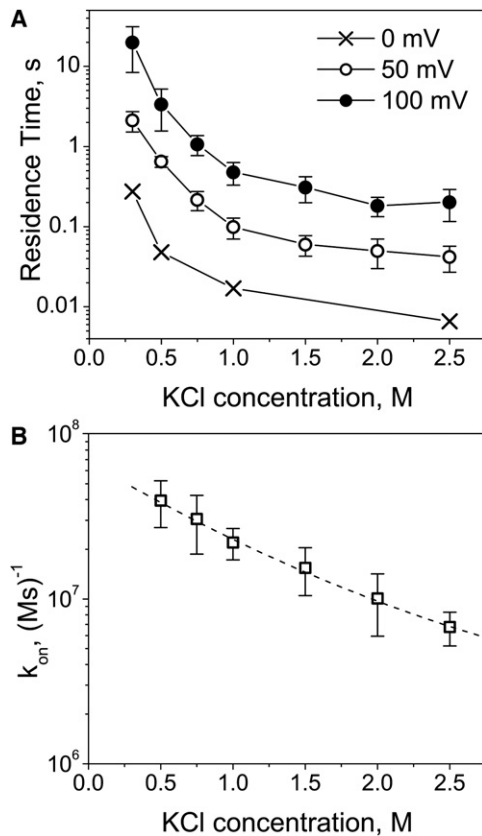 A
Residence Time, s
10
1
0.1
0.01
0 mV
50 mV
100 mV
0.0 0.5 1.0 1.5 2.0 2.5
KCl concentration, M
B
k_on, (Ms)^-1
10^8
10^7
10^6
0.0 0.5 1.0 1.5 2.0 2.5
KCl concentration, M